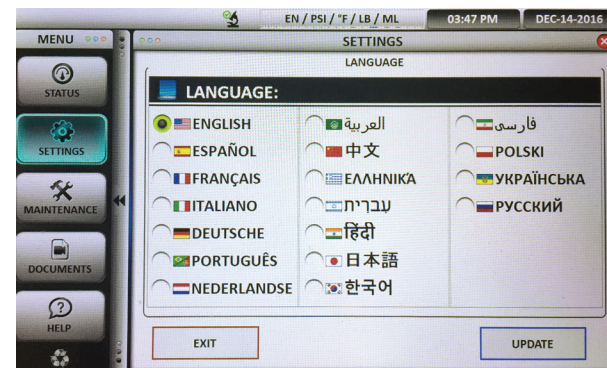 EN / PSI / °F / LB / ML
03:47 PM
DEC-14-2016
MENU
SETTINGS
LANGUAGE
STATUS
SETTINGS
MAINTENANCE
DOCUMENTS
HELP
LANGUAGE:
ENGLISH
ESPAÑOL
FRANÇAIS
ITALIANO
DEUTSCHE
PORTUGUÊS
NEDERLANDSE
العربية
中文
ΕΛΛΗΝΙΚΆ
עִבְרִית
हिंदी
日本語
한국어
فارسی
POLSKI
УКРАЇНСЬКА
РУССКИЙ
EXIT
UPDATE